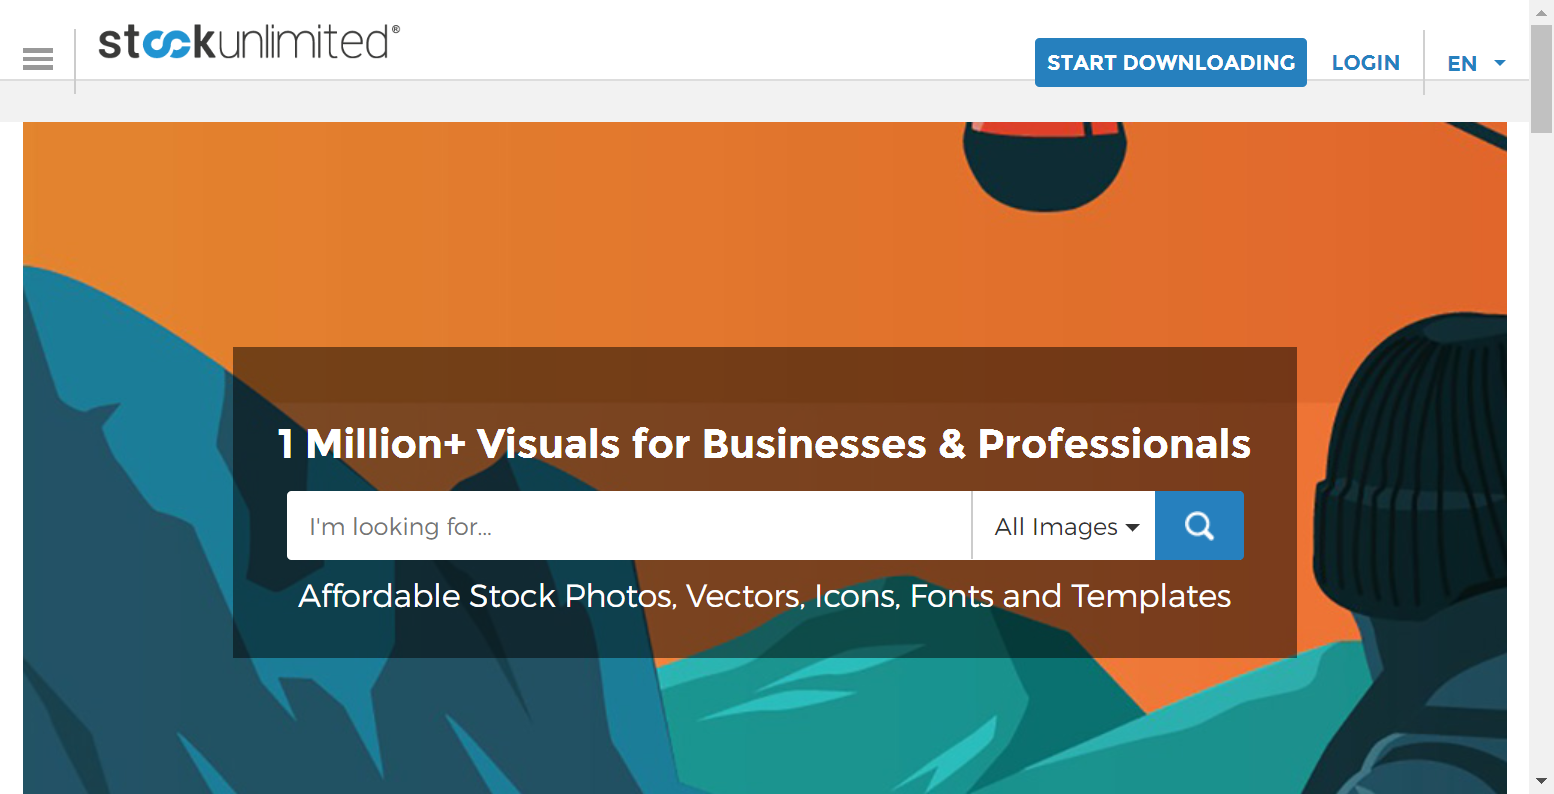 stockunlimited®
START DOWNLOADING
LOGIN
EN
1 Million+ Visuals for Businesses & Professionals
I'm looking for...
All Images
Affordable Stock Photos, Vectors, Icons, Fonts and Templates